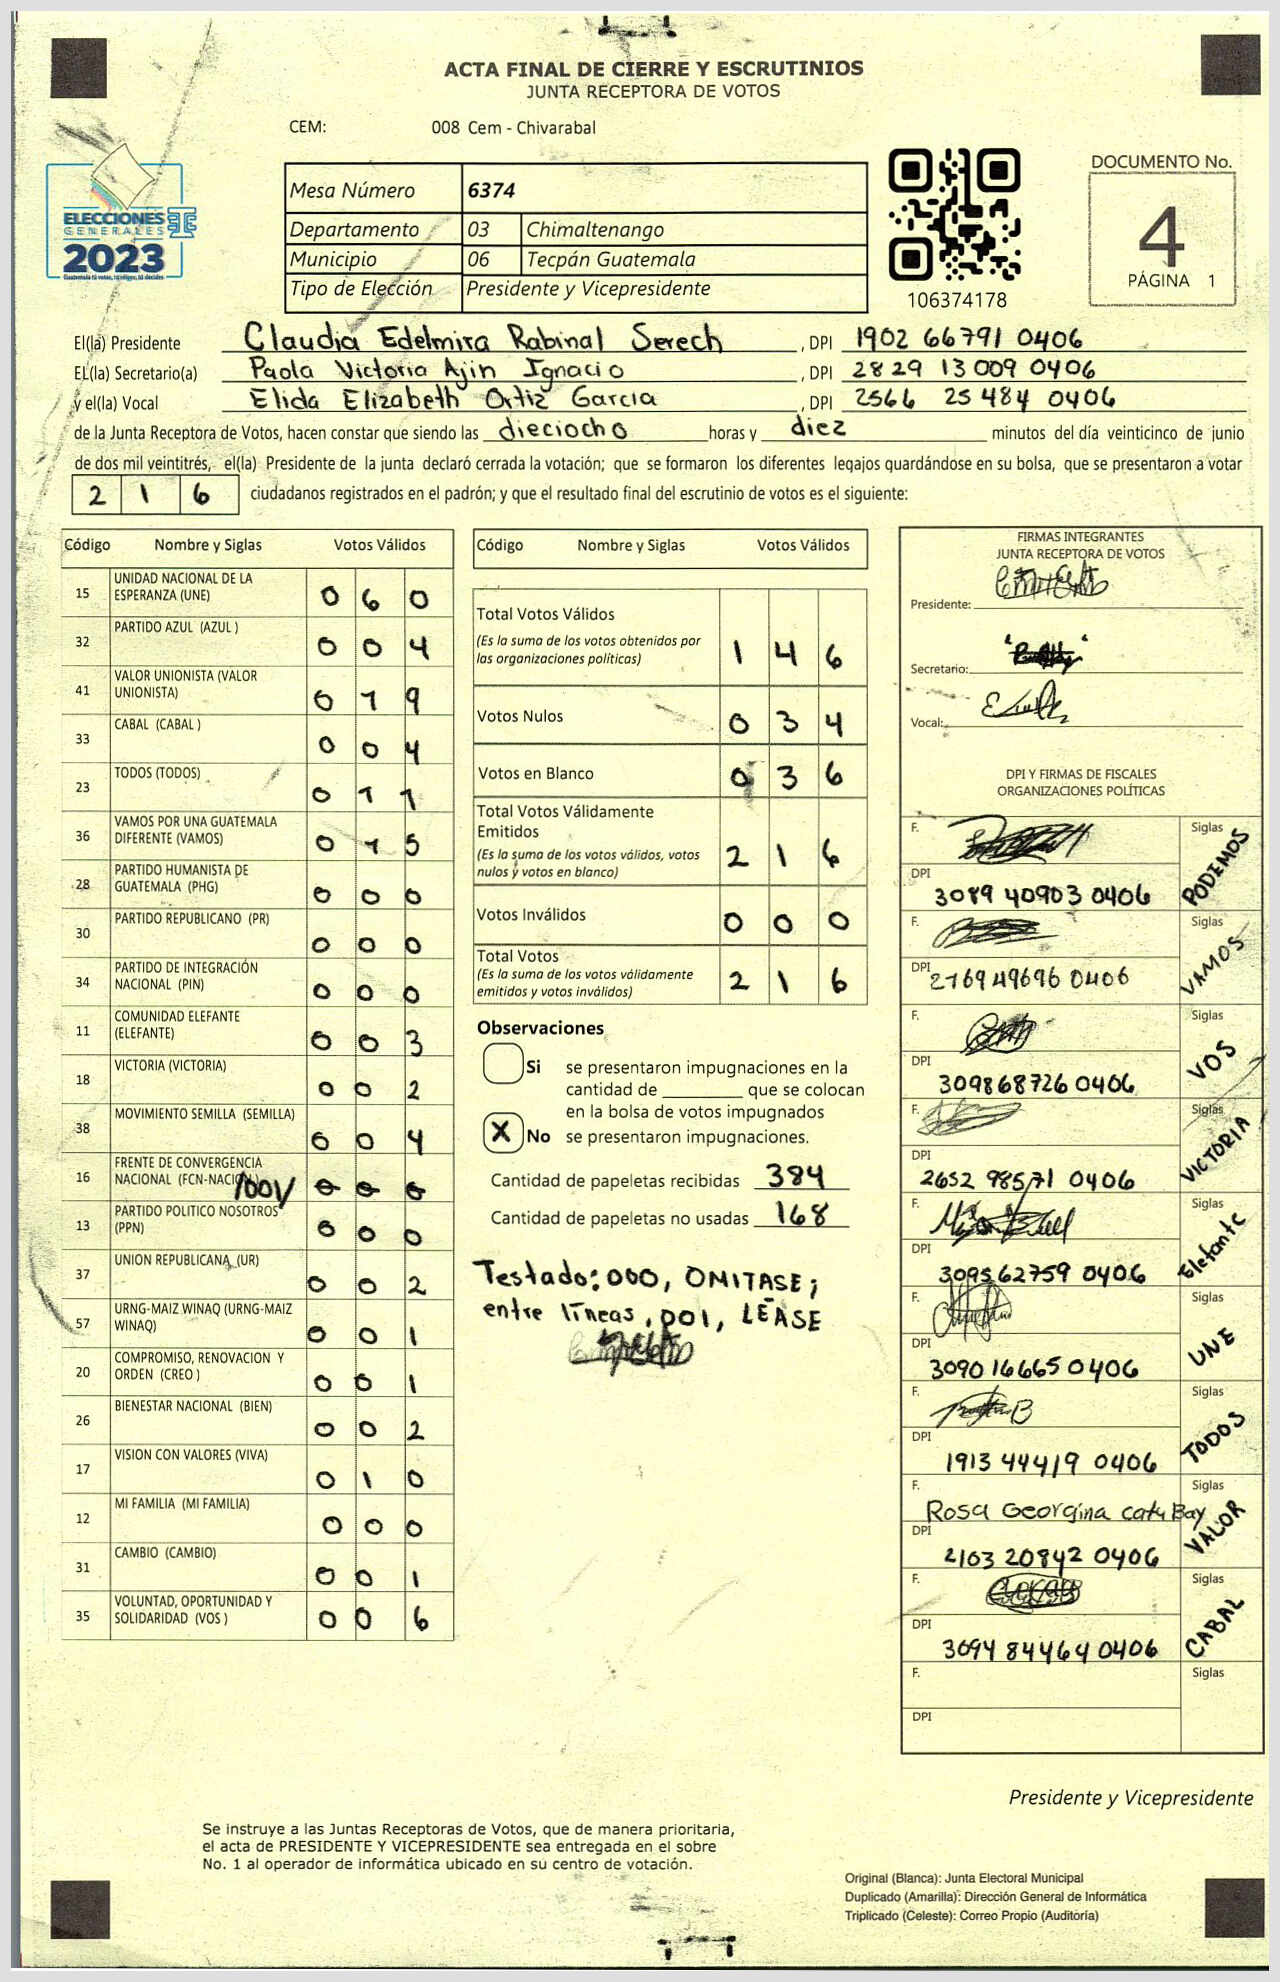 ACTA FINAL DE CIERRE Y ESCRUTINIOS
JUNTA RECEPTORA DE VOTOS
CEM: 008 Cem - Chivarabal
ELECCIONES
GENERALES
2023
Mesa Número 6374
Departamento 03 Chimaltenango
Municipio 06 Tecpán Guatemala
Tipo de Elección Presidente y Vicepresidente
106374178
DOCUMENTO No.
4
PÁGINA 1
El(la) Presidente Claudia Edelmira Rabinal Serech , DPI 1902 66791 0406
EL(la) Secretario(a) Paola Victoria Ajin Ignacio , DPI 2829 13009 0406
y el(la) Vocal Elida Elizabeth Ortiz Garcia , DPI 2566 25484 0406
de la Junta Receptora de Votos, hacen constar que siendo las dieciocho horas y diez minutos del día veinticinco de junio
de dos mil veintitrés, el(la) Presidente de la junta declaró cerrada la votación; que se formaron los diferentes legajos guardándose en su bolsa, que se presentaron a votar
2 1 6 ciudadanos registrados en el padrón; y que el resultado final del escrutinio de votos es el siguiente:
Código Nombre y Siglas Votos Válidos
15 UNIDAD NACIONAL DE LA
ESPERANZA (UNE) 0 6 0
32 PARTIDO AZUL (AZUL ) 0 0 4
41 VALOR UNIONISTA (VALOR
UNIONISTA) 0 1 9
33 CABAL (CABAL ) 0 0 4
23 TODOS (TODOS) 0 1 1
36 VAMOS POR UNA GUATEMALA
DIFERENTE (VAMOS) 0 1 5
28 PARTIDO HUMANISTA DE
GUATEMALA (PHG) 0 0 0
30 PARTIDO REPUBLICANO (PR) 0 0 0
34 PARTIDO DE INTEGRACIÓN
NACIONAL (PIN) 0 0 0
11 COMUNIDAD ELEFANTE
(ELEFANTE) 0 0 3
18 VICTORIA (VICTORIA) 0 0 2
38 MOVIMIENTO SEMILLA (SEMILLA) 0 0 4
16 FRENTE DE CONVERGENCIA
NACIONAL (FCN-NACION) /001/ 0 0 0
13 PARTIDO POLITICO NOSOTROS
(PPN) 0 0 0
37 UNION REPUBLICANA (UR) 0 0 2
57 URNG-MAIZ WINAQ (URNG-MAIZ
WINAQ) 0 0 1
20 COMPROMISO, RENOVACION Y
ORDEN (CREO ) 0 0 1
26 BIENESTAR NACIONAL (BIEN) 0 0 2
17 VISION CON VALORES (VIVA) 0 1 0
12 MI FAMILIA (MI FAMILIA) 0 0 0
31 CAMBIO (CAMBIO) 0 0 1
35 VOLUNTAD, OPORTUNIDAD Y
SOLIDARIDAD (VOS ) 0 0 6
Código Nombre y Siglas Votos Válidos
Total Votos Válidos
(Es la suma de los votos obtenidos por
las organizaciones políticas) 1 4 6
Votos Nulos 0 3 4
Votos en Blanco 0 3 6
Total Votos Válidamente
Emitidos
(Es la suma de los votos válidos, votos
nulos y votos en blanco) 2 1 6
Votos Inválidos 0 0 0
Total Votos
(Es la suma de los votos válidamente
emitidos y votos inválidos) 2 1 6
Observaciones
Si se presentaron impugnaciones en la
cantidad de ________ que se colocan
en la bolsa de votos impugnados
X No se presentaron impugnaciones.
Cantidad de papeletas recibidas 384
Cantidad de papeletas no usadas 168
Testado: 000, OMITASE;
entre líneas, 001, LÉASE
FIRMAS INTEGRANTES
JUNTA RECEPTORA DE VOTOS
Presidente:
Secretario:
Vocal:
DPI Y FIRMAS DE FISCALES
ORGANIZACIONES POLÍTICAS
F. Siglas PODEMOS
DPI 3089 40903 0406
F. Siglas VAMOS
DPI 2769 49696 0406
F. Siglas VOS
DPI 3098 68726 0406
F. Siglas VICTORIA
DPI 2652 98571 0406
F. Siglas Elefante
DPI 3095 62759 0406
F. Siglas UNE
DPI 3090 16665 0406
F. Siglas TODOS
DPI 1913 44419 0406
F. Rosa Georgina Catu Bay Siglas VALOR
DPI 2163 20842 0406
F. Siglas CABAL
DPI 3094 84464 0406
F. Siglas
DPI
Presidente y Vicepresidente
Se instruye a las Juntas Receptoras de Votos, que de manera prioritaria,
el acta de PRESIDENTE Y VICEPRESIDENTE sea entregada en el sobre
No. 1 al operador de informática ubicado en su centro de votación.
Original (Blanca): Junta Electoral Municipal
Duplicado (Amarilla): Dirección General de Informática
Triplicado (Celeste): Correo Propio (Auditoría)